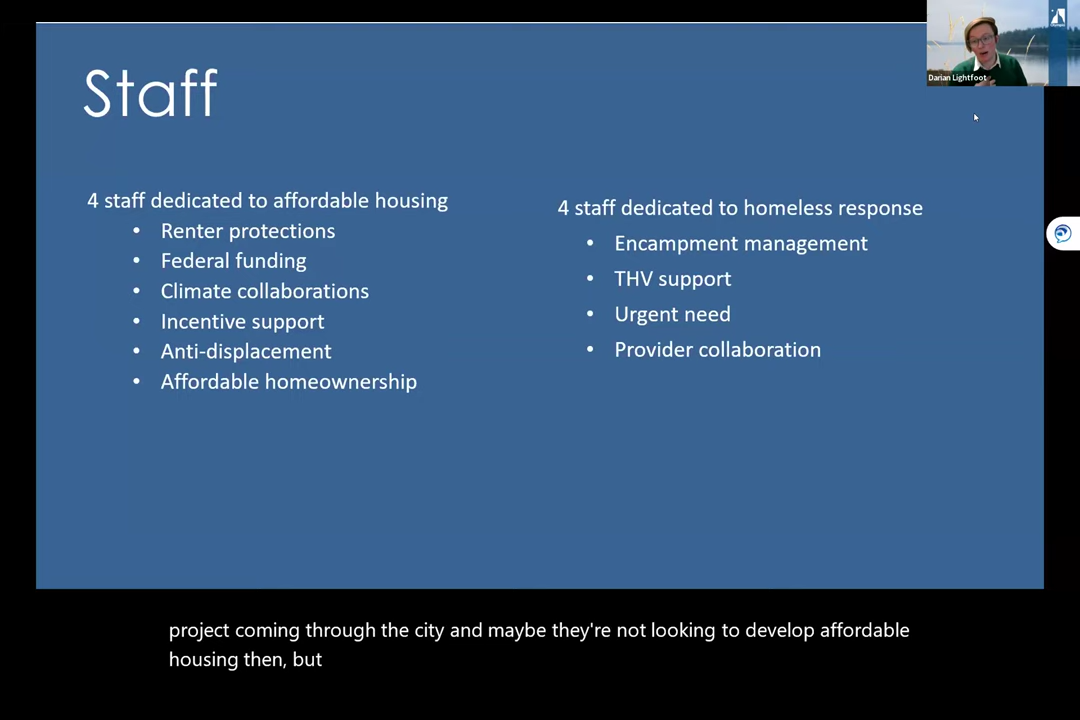 Staff
Darian Lightfoot
4 staff dedicated to affordable housing
• Renter protections
• Federal funding
• Climate collaborations
• Incentive support
• Anti-displacement
• Affordable homeownership
4 staff dedicated to homeless response
• Encampment management
• THV support
• Urgent need
• Provider collaboration
project coming through the city and maybe they're not looking to develop affordable
housing then, but